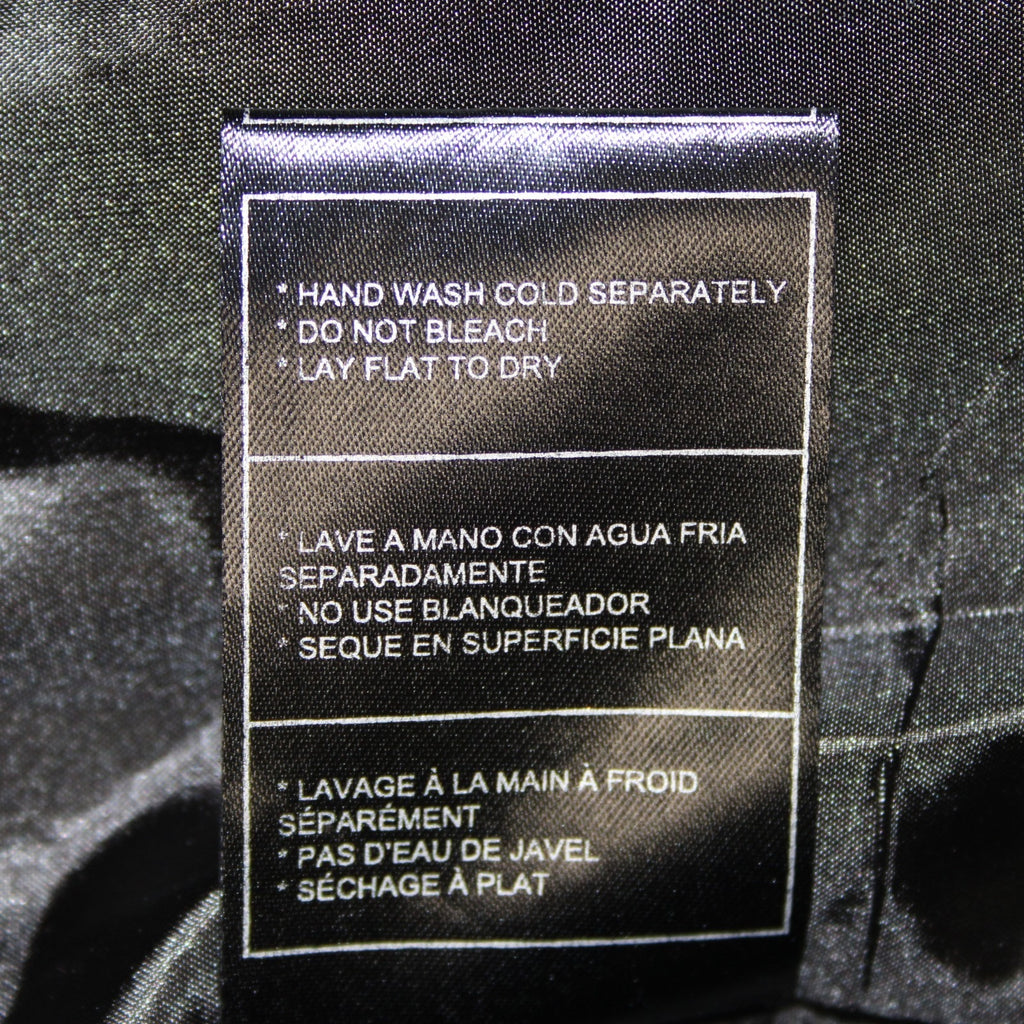 * HAND WASH COLD SEPARATELY
* DO NOT BLEACH
* LAY FLAT TO DRY
* LAVE A MANO CON AGUA FRIA
SEPARADAMENTE
* NO USE BLANQUEADOR
* SEQUE EN SUPERFICIE PLANA
* LAVAGE À LA MAIN À FROID
SÉPARÉMENT
* PAS D'EAU DE JAVEL
* SÉCHAGE À PLAT